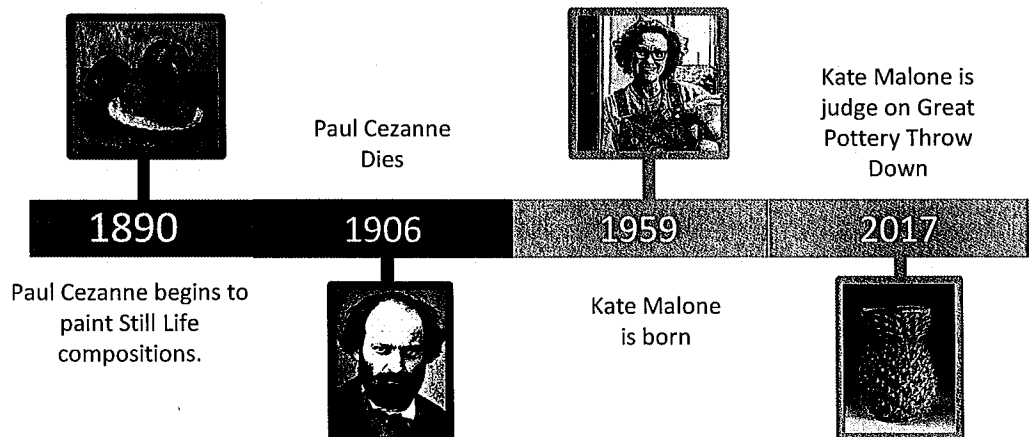 Paul Cezanne
Dies
Kate Malone is
judge on Great
Pottery Throw
Down
1890
1906
1959
2017
Paul Cezanne begins to
paint Still Life
compositions.
Kate Malone
is born